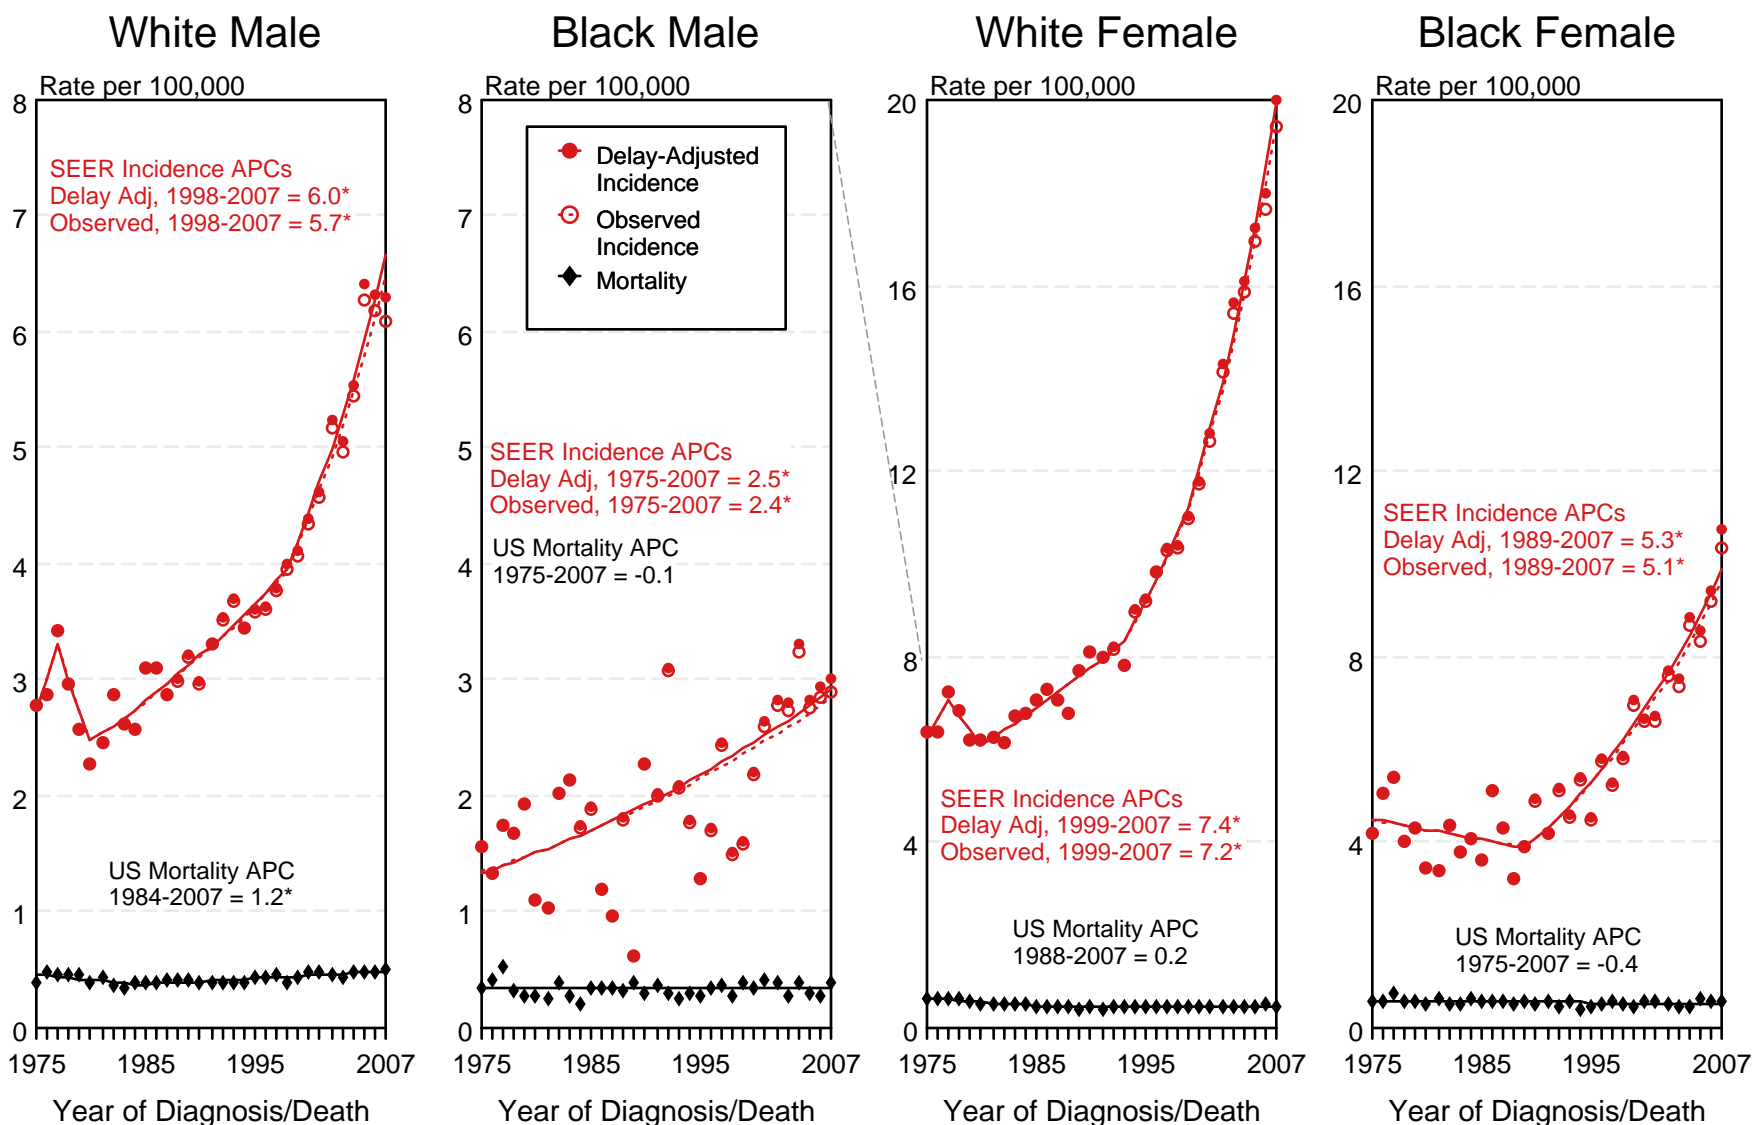 White Male
Black Male
White Female
Black Female
Rate per 100,000
8
7
6
5
4
3
2
1
0
SEER Incidence APCs
Delay Adj, 1998-2007 = 6.0*
Observed, 1998-2007 = 5.7*
US Mortality APC
1984-2007 = 1.2*
1975
1985
1995
2007
Year of Diagnosis/Death
Rate per 100,000
8
7
6
5
4
3
2
1
0
Delay-Adjusted
Incidence
Observed
Incidence
Mortality
SEER Incidence APCs
Delay Adj, 1975-2007 = 2.5*
Observed, 1975-2007 = 2.4*
US Mortality APC
1975-2007 = -0.1
1975
1985
1995
2007
Year of Diagnosis/Death
Rate per 100,000
20
16
12
8
4
0
SEER Incidence APCs
Delay Adj, 1999-2007 = 7.4*
Observed, 1999-2007 = 7.2*
US Mortality APC
1988-2007 = 0.2
1975
1985
1995
2007
Year of Diagnosis/Death
Rate per 100,000
20
16
12
8
4
0
SEER Incidence APCs
Delay Adj, 1989-2007 = 5.3*
Observed, 1989-2007 = 5.1*
US Mortality APC
1975-2007 = -0.4
1975
1985
1995
2007
Year of Diagnosis/Death